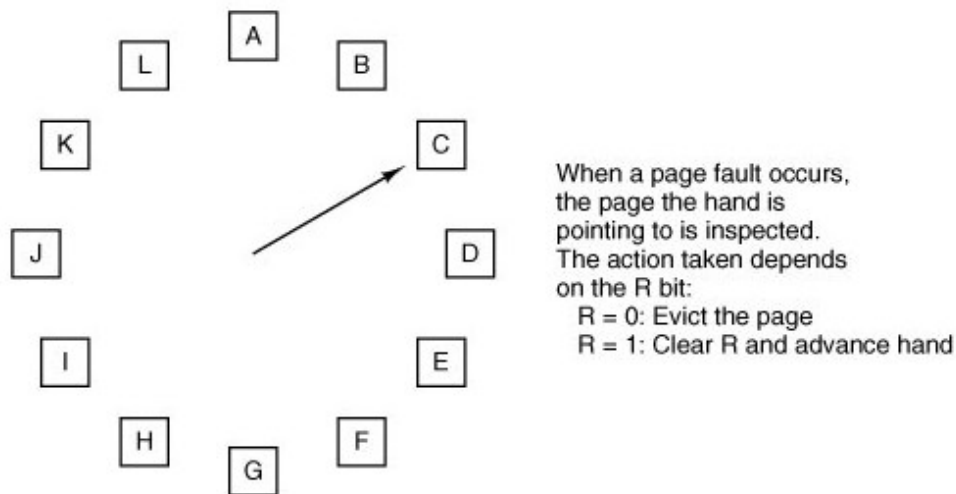 A
L
B
K
C
When a page fault occurs,
the page the hand is
pointing to is inspected.
The action taken depends
on the R bit:
R = 0: Evict the page
R = 1: Clear R and advance hand
J
D
I
E
H
F
G